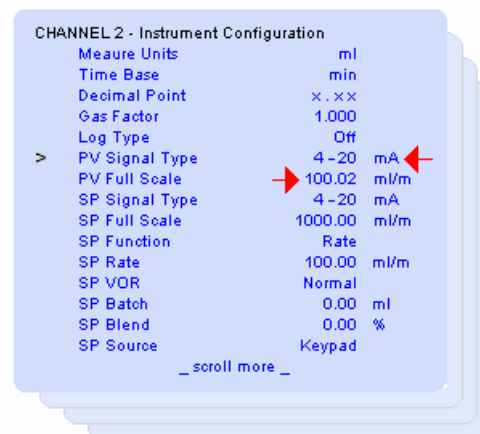 CHANNEL 2 - Instrument Configuration
Meaure Units ml
Time Base min
Decimal Point x.xx
Gas Factor 1.000
Log Type Off
> PV Signal Type 4-20 mA
PV Full Scale 100.02 ml/m
SP Signal Type 4-20 mA
SP Full Scale 1000.00 ml/m
SP Function Rate
SP Rate 100.00 ml/m
SP VOR Normal
SP Batch 0.00 ml
SP Blend 0.00 %
SP Source Keypad
_ scroll more _